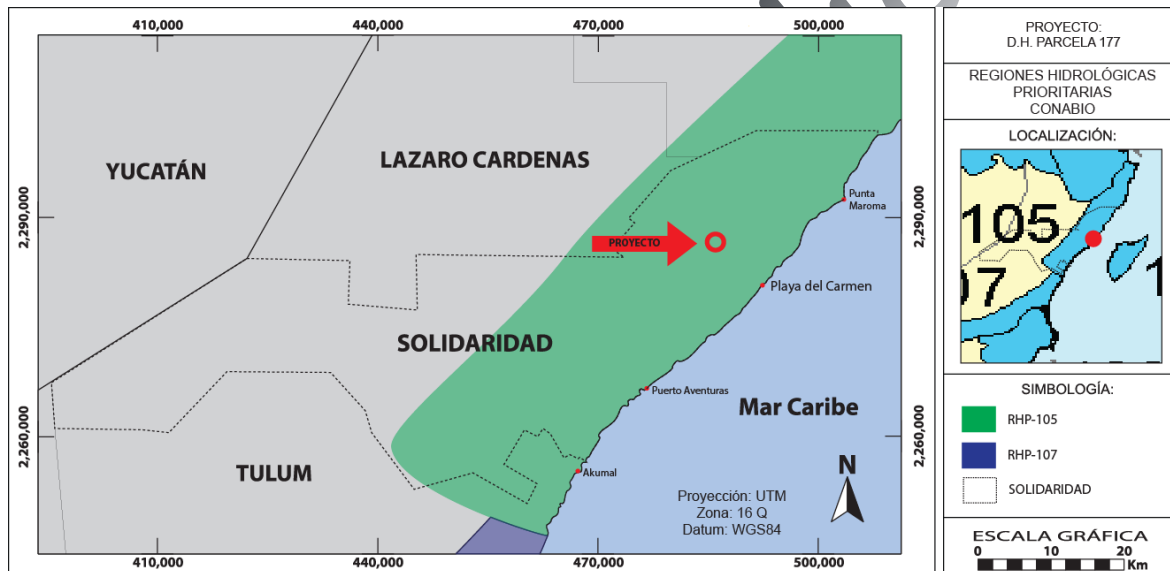 410,000
440,000
470,000
500,000
YUCATÁN
LAZARO CARDENAS
2,290,000
2,290,000
Punta
Maroma
PROYECTO
Playa del Carmen
SOLIDARIDAD
Puerto Aventuras
Mar Caribe
2,260,000
2,260,000
TULUM
Akumal
Proyección: UTM
Zona: 16 Q
Datum: WGS84
N
410,000
440,000
470,000
500,000
PROYECTO:
D.H. PARCELA 177
REGIONES HIDROLÓGICAS
PRIORITARIAS
CONABIO
LOCALIZACIÓN:
105
07
1
SIMBOLOGÍA:
RHP-105
RHP-107
SOLIDARIDAD
ESCALA GRÁFICA
0 10 20
Km